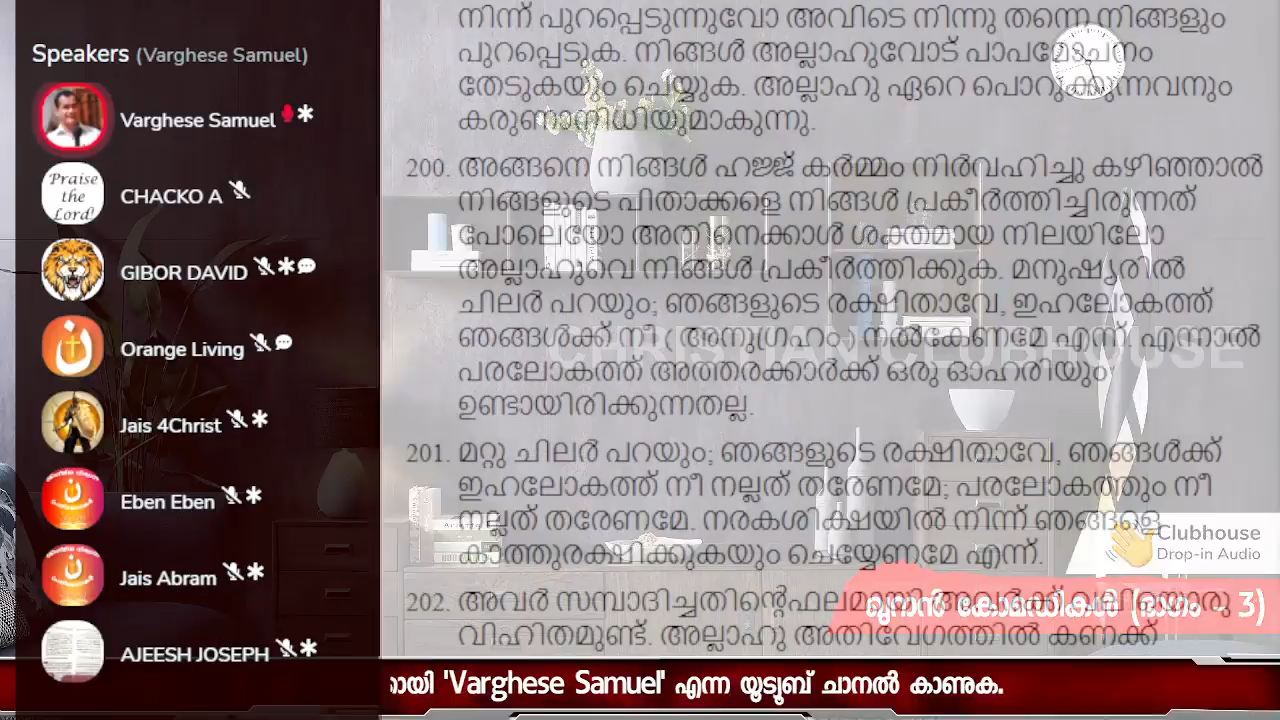 Speakers (Varghese Samuel)
Varghese Samuel
Praise
the
Lord!
CHACKO A
GIBOR DAVID
Orange Living
Jais 4Christ
Eben Eben
Jais Abram
AJEESH JOSEPH
നിന്ന് പുറപ്പെടുന്നുവോ അവിടെ നിന്നു തന്നെ നിങ്ങളും
പുറപ്പെടുക. നിങ്ങൾ അല്ലാഹുവോട് പാപമോചനം
തേടുകയും ചെയ്യുക. അല്ലാഹു ഏറെ പൊറുക്കുന്നവനും
കരുണാനിധിയുമാകുന്നു.
200. അങ്ങനെ നിങ്ങൾ ഹജ്ജ് കർമ്മം നിർവഹിച്ചു കഴിഞ്ഞാൽ
നിങ്ങളുടെ പിതാക്കളെ നിങ്ങൾ പ്രകീർത്തിച്ചിരുന്നത്
പോലെയോ അതിനെക്കാൾ ശക്തമായ നിലയിലോ
അല്ലാഹുവെ നിങ്ങൾ പ്രകീർത്തിക്കുക. മനുഷ്യരിൽ
ചിലർ പറയും; ഞങ്ങളുടെ രക്ഷിതാവേ, ഇഹലോകത്ത്
ഞങ്ങൾക്ക് നീ അനുഗ്രഹം നൽകേണമേ എന്ന്. എന്നാൽ
CHRISTIAN CLUBHOUSE
പരലോകത്ത് അത്തരക്കാർക്ക് ഒരു ഓഹരിയും
ഉണ്ടായിരിക്കുന്നതല്ല.
201. മറ്റു ചിലർ പറയും; ഞങ്ങളുടെ രക്ഷിതാവേ, ഞങ്ങൾക്ക്
ഇഹലോകത്ത് നീ നല്ലത് തരേണമേ; പരലോകത്തും നീ
നല്ലത് തരേണമേ. നരകശിക്ഷയിൽ നിന്ന് ഞങ്ങളെ
കാത്തുരക്ഷിക്കുകയും ചെയ്യേണമേ എന്ന്.
Clubhouse
Drop-in Audio
202. അവർ സമ്പാദിച്ചതിന്റെഫലമായി അവർക്ക് വലിയൊരു
വിഹിതമുണ്ട്. അല്ലാഹു അതിവേഗത്തിൽ കണക്ക്
മുനാൻ കോമഡികൾ (ഭാഗം - 3)
മായി 'Varghese Samuel' എന്ന യൂട്യൂബ് ചാനൽ കാണുക.